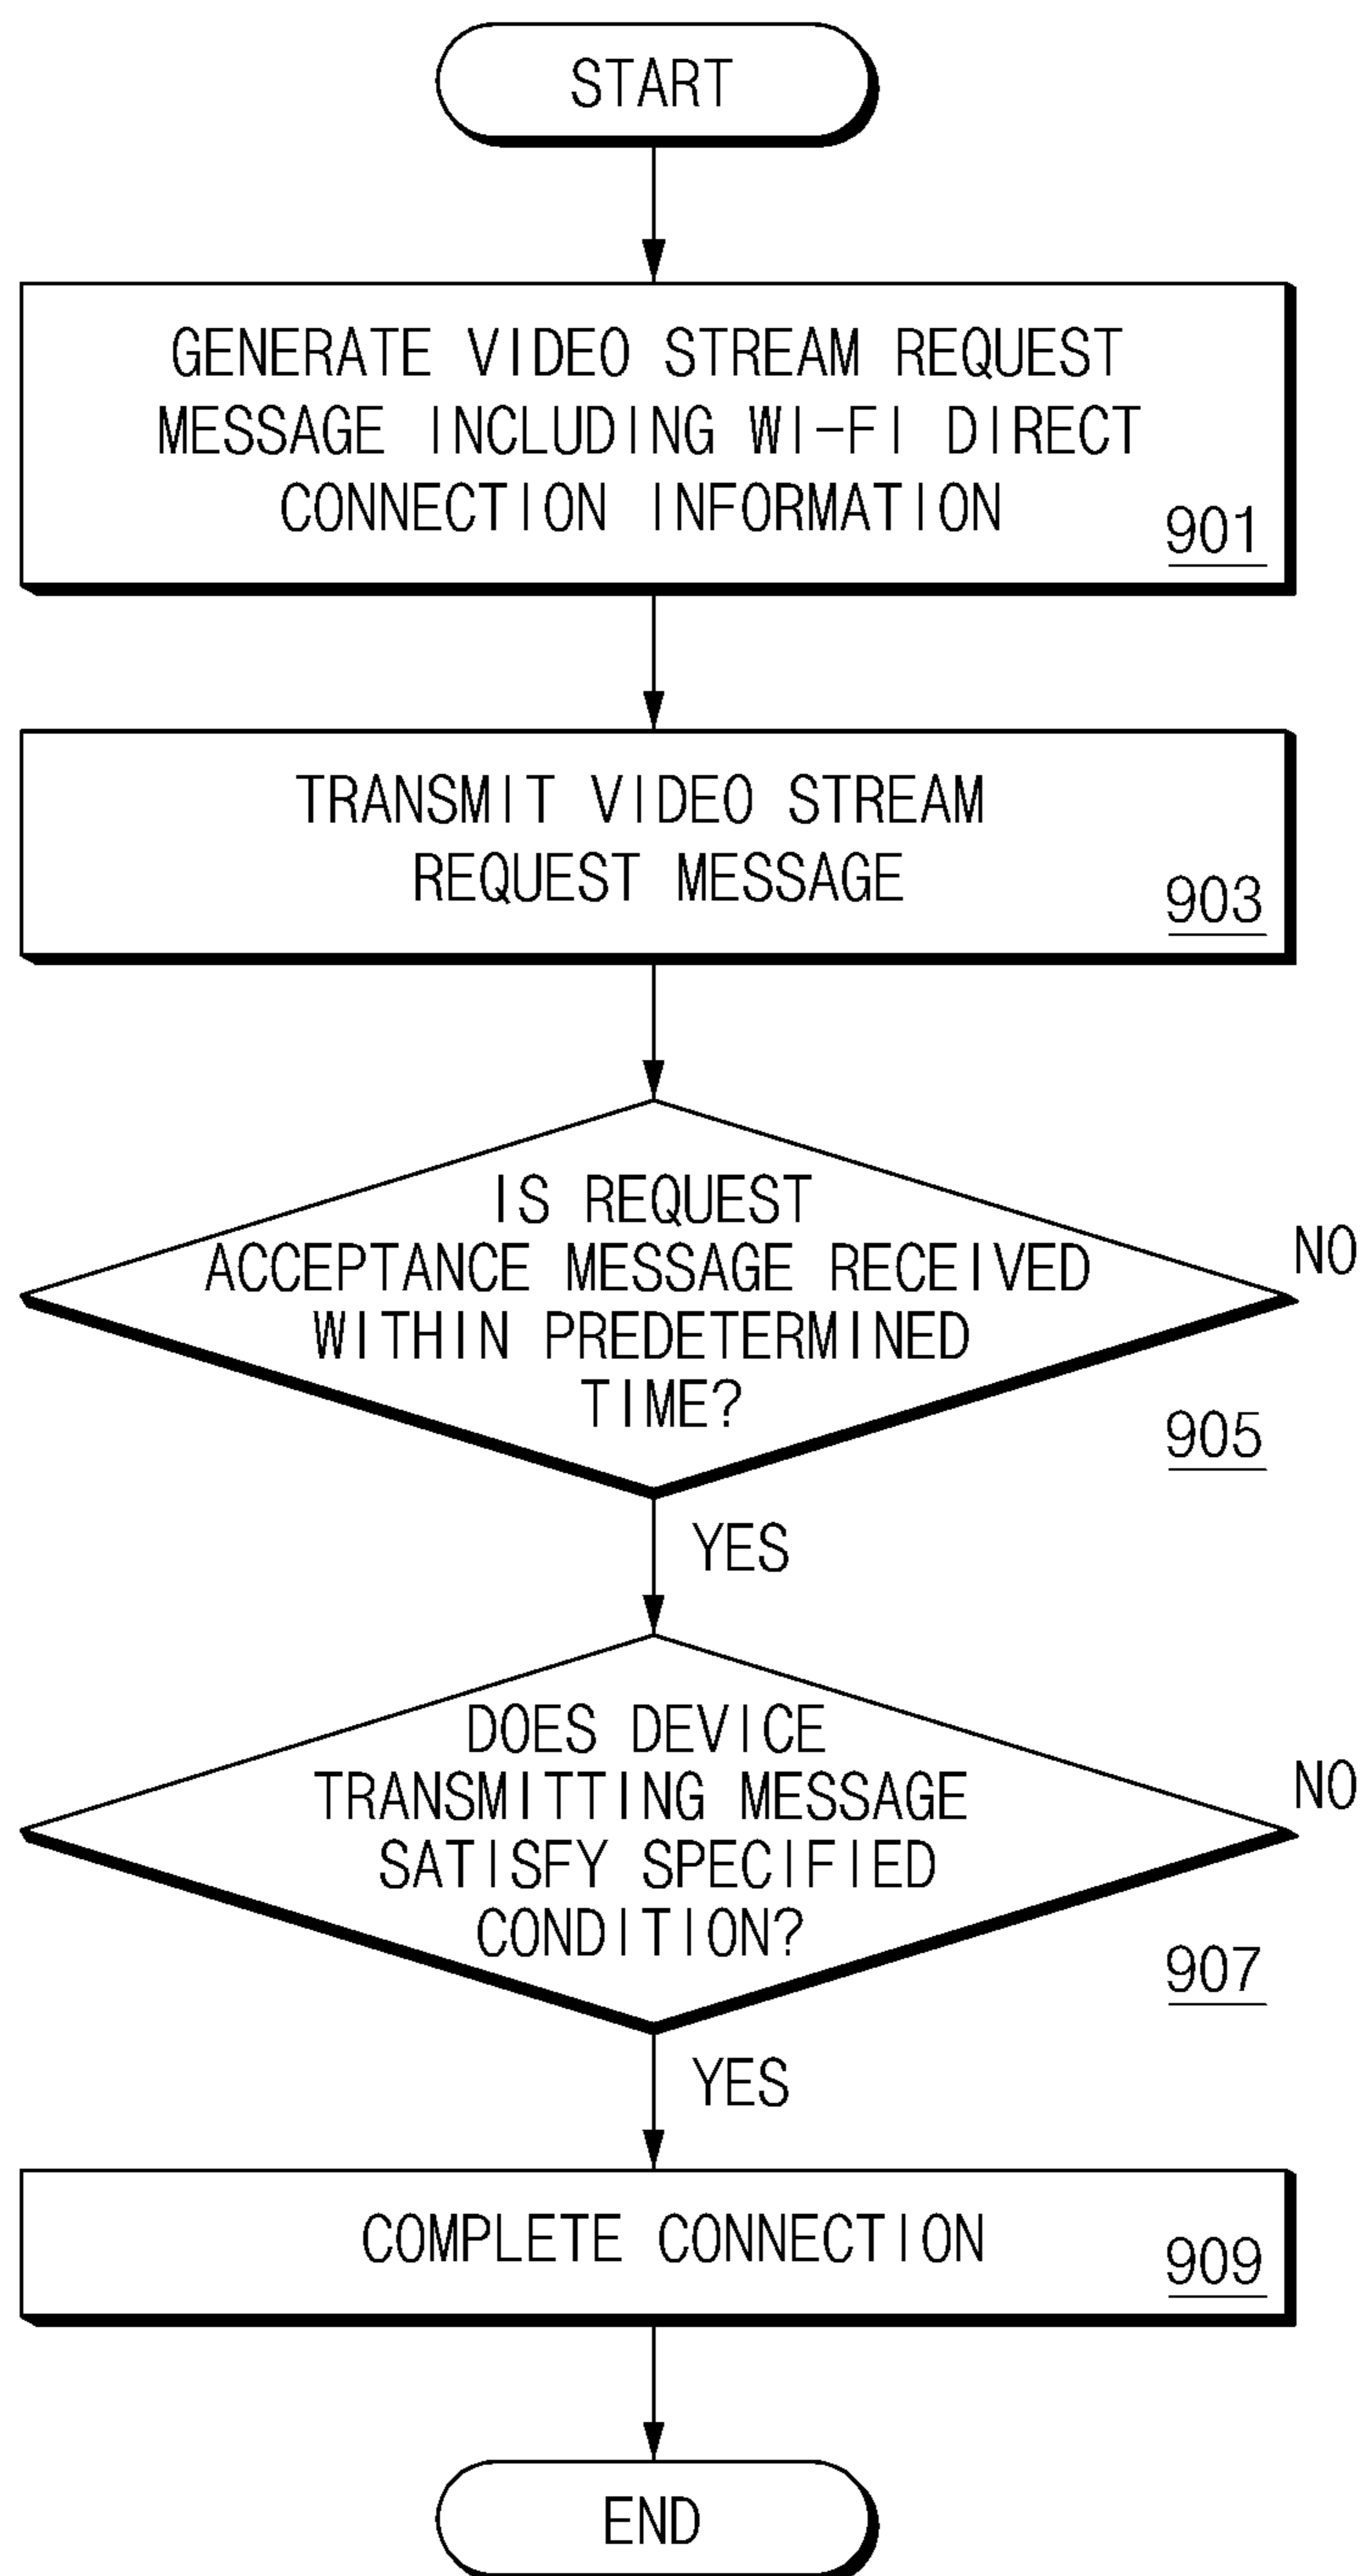 START
GENERATE VIDEO STREAM REQUEST
MESSAGE INCLUDING WI-FI DIRECT
CONNECTION INFORMATION
901
TRANSMIT VIDEO STREAM
REQUEST MESSAGE
903
IS REQUEST
ACCEPTANCE MESSAGE RECEIVED
WITHIN PREDETERMINED
TIME?
NO
905
YES
DOES DEVICE
TRANSMITTING MESSAGE
SATISFY SPECIFIED
CONDITION?
NO
907
YES
COMPLETE CONNECTION
909
END